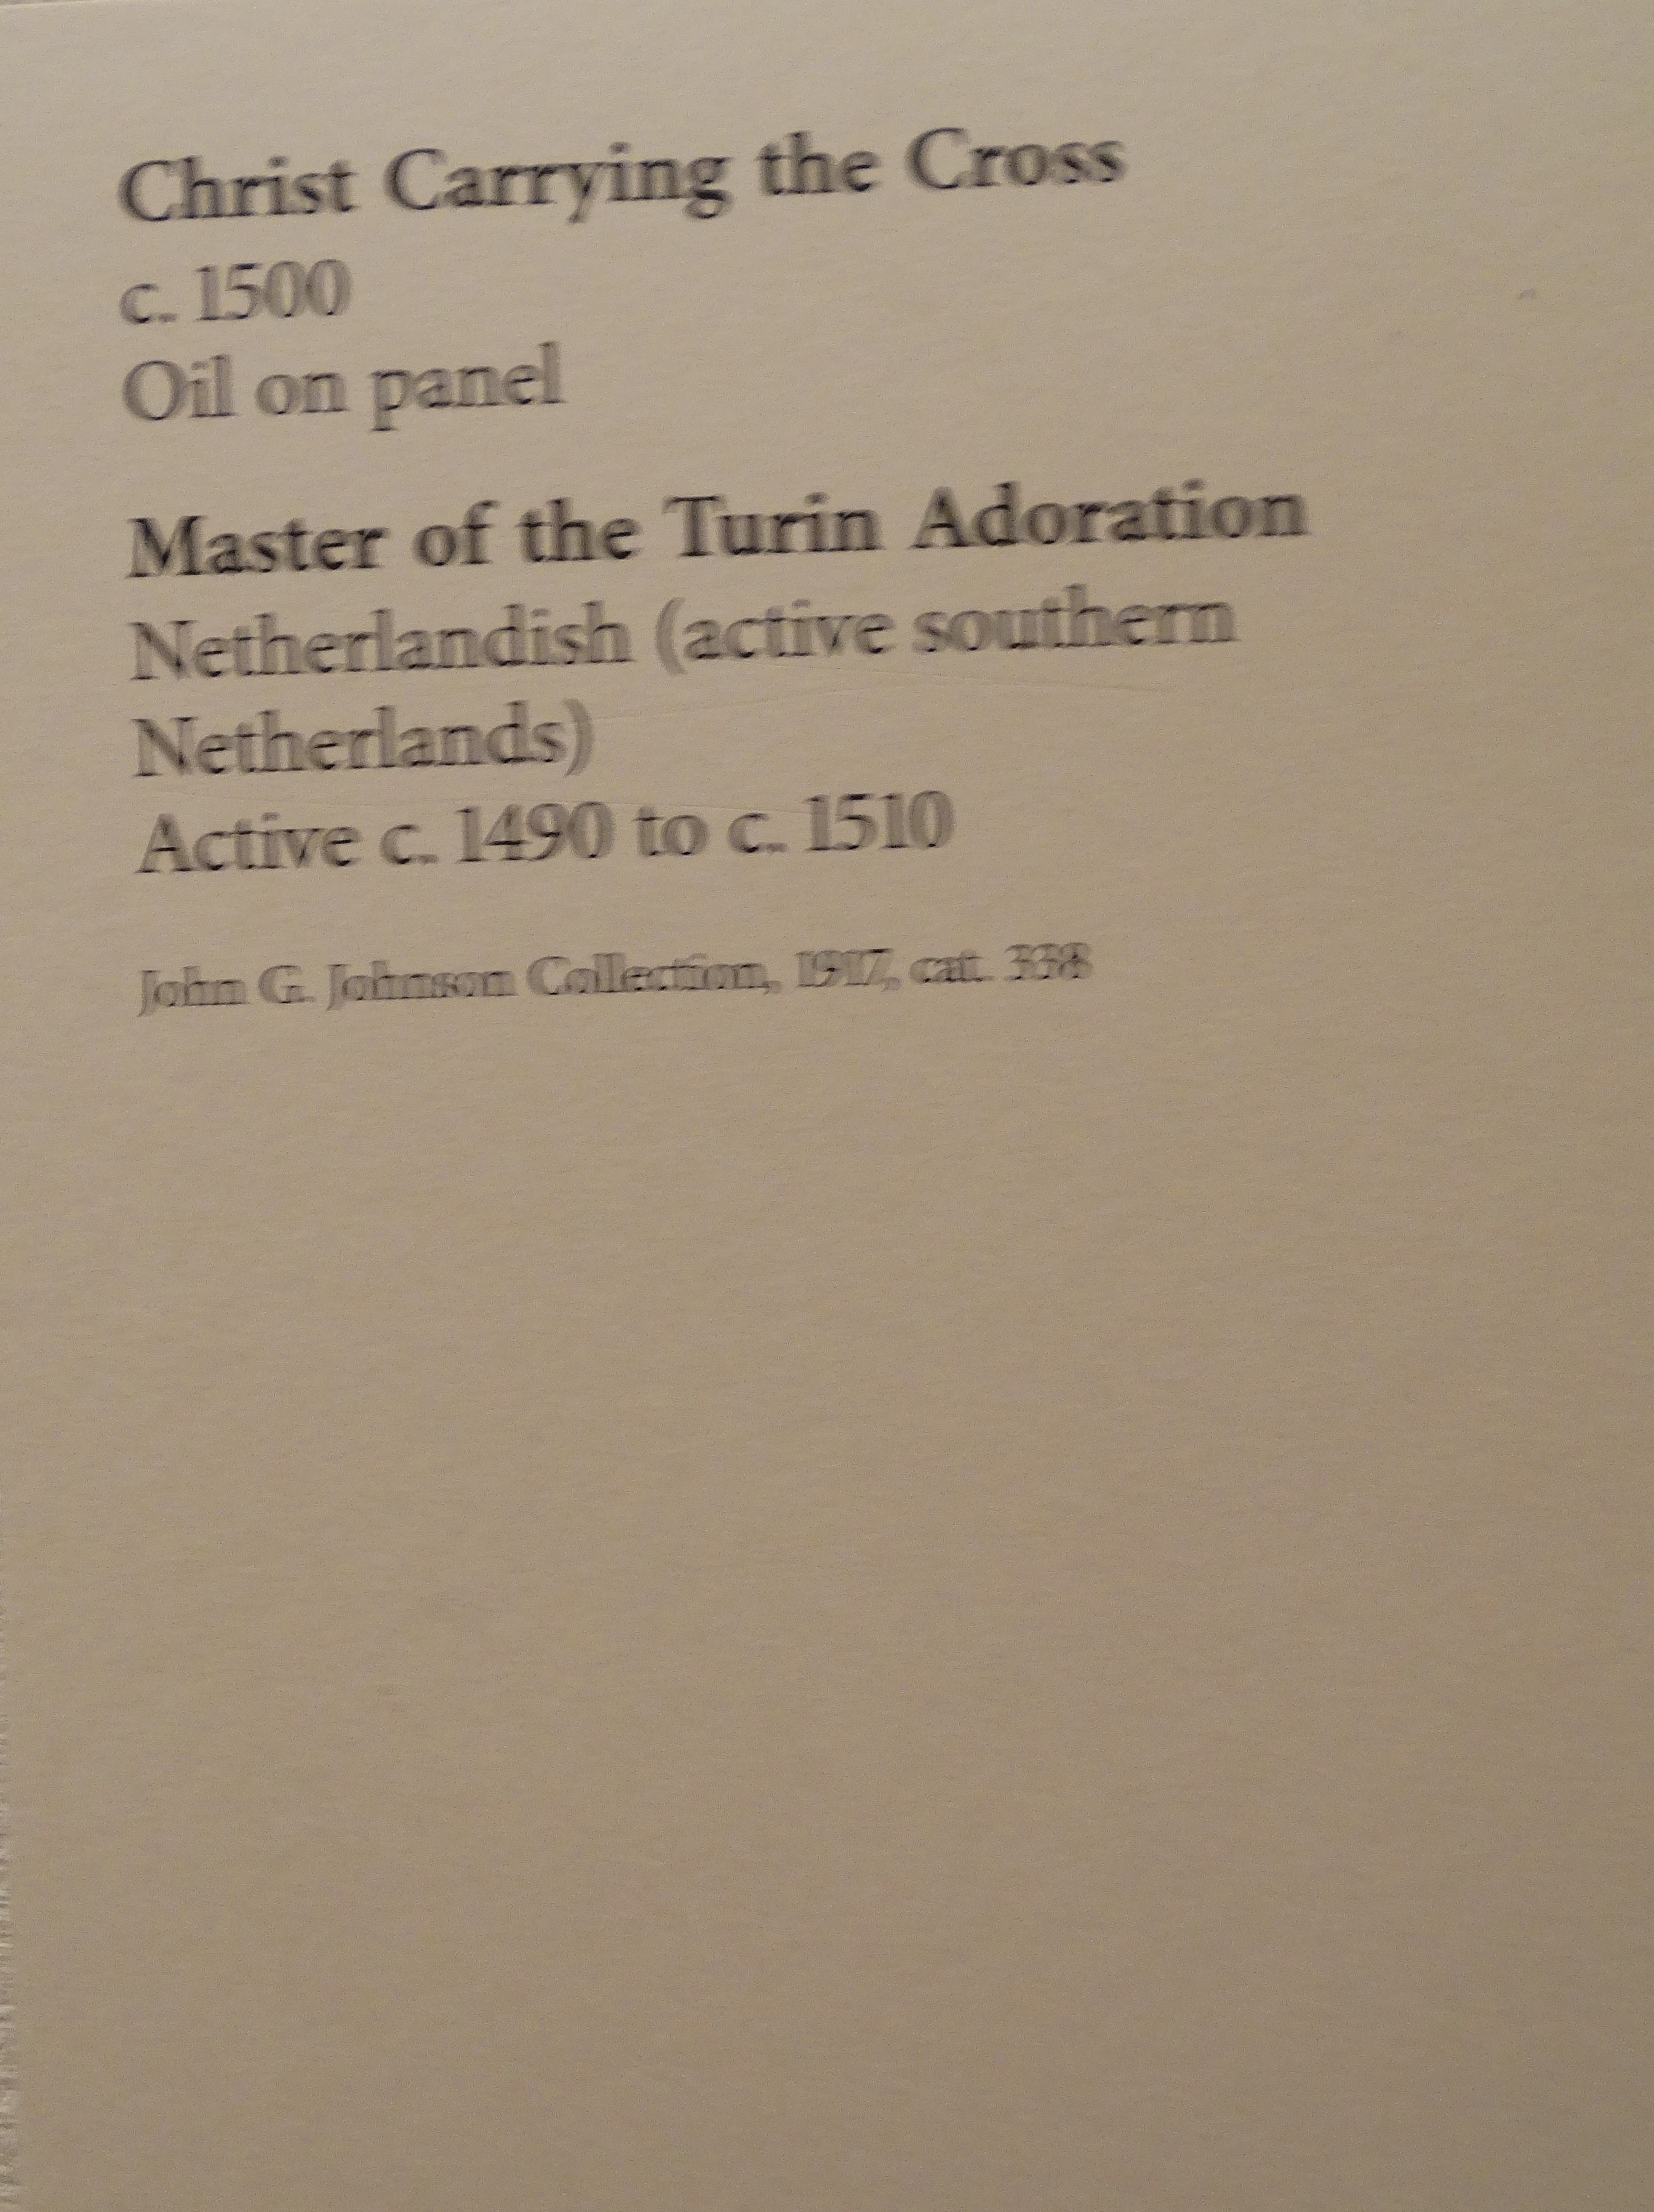 Christ Carrying the Cross
c. 1500
Oil on panel
Master of the Turin Adoration
Netherlandish (active southern
Netherlands)
Active c. 1490 to c. 1510
John G. Johnson Collection, 1917, cat. 338